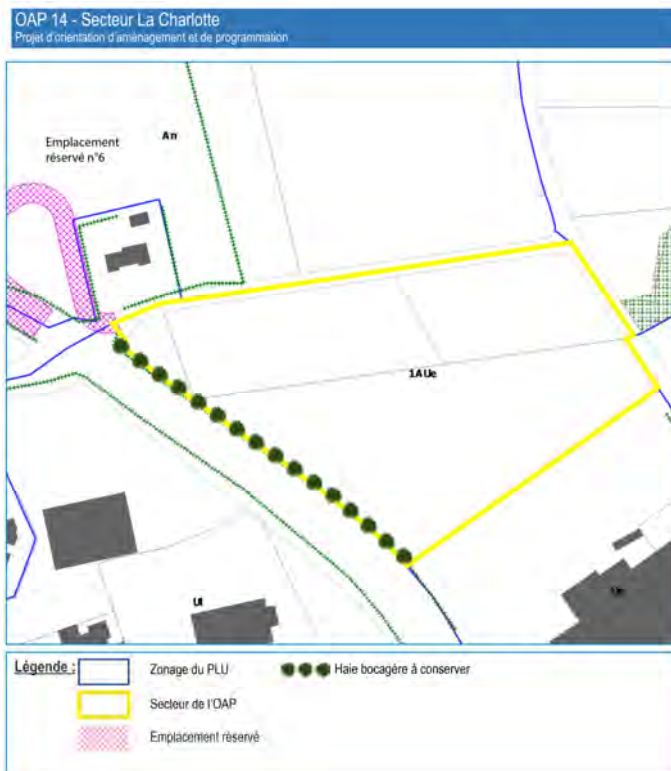 OAP 14 - Secteur La Charlotte
Projet d'orientation d'aménagement et de programmation
Emplacement
réservé n°6
An
1AUe
Ui
Légende :
Zonage du PLU
Haie bocagère à conserver
Secteur de l'OAP
Emplacement réservé